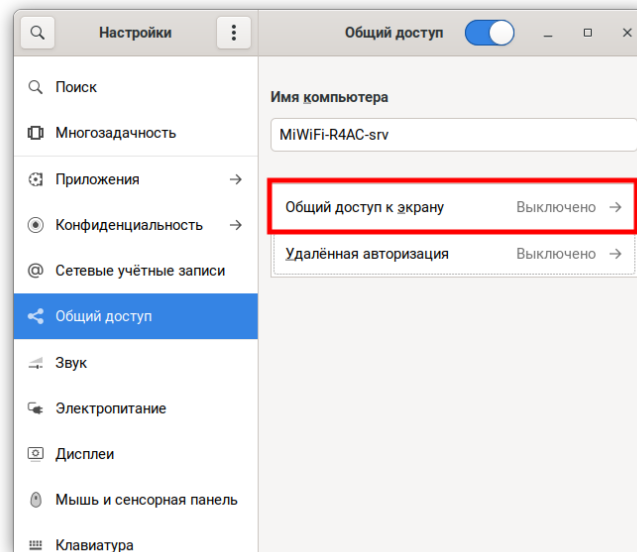 Настройки
Общий доступ
Поиск
Многозадачность
Приложения
Конфиденциальность
Сетевые учётные записи
Общий доступ
Звук
Электропитание
Дисплеи
Мышь и сенсорная панель
Клавиатура
Имя компьютера
MiWiFi-R4AC-srv
Общий доступ к экрану Выключено
Удалённая авторизация Выключено